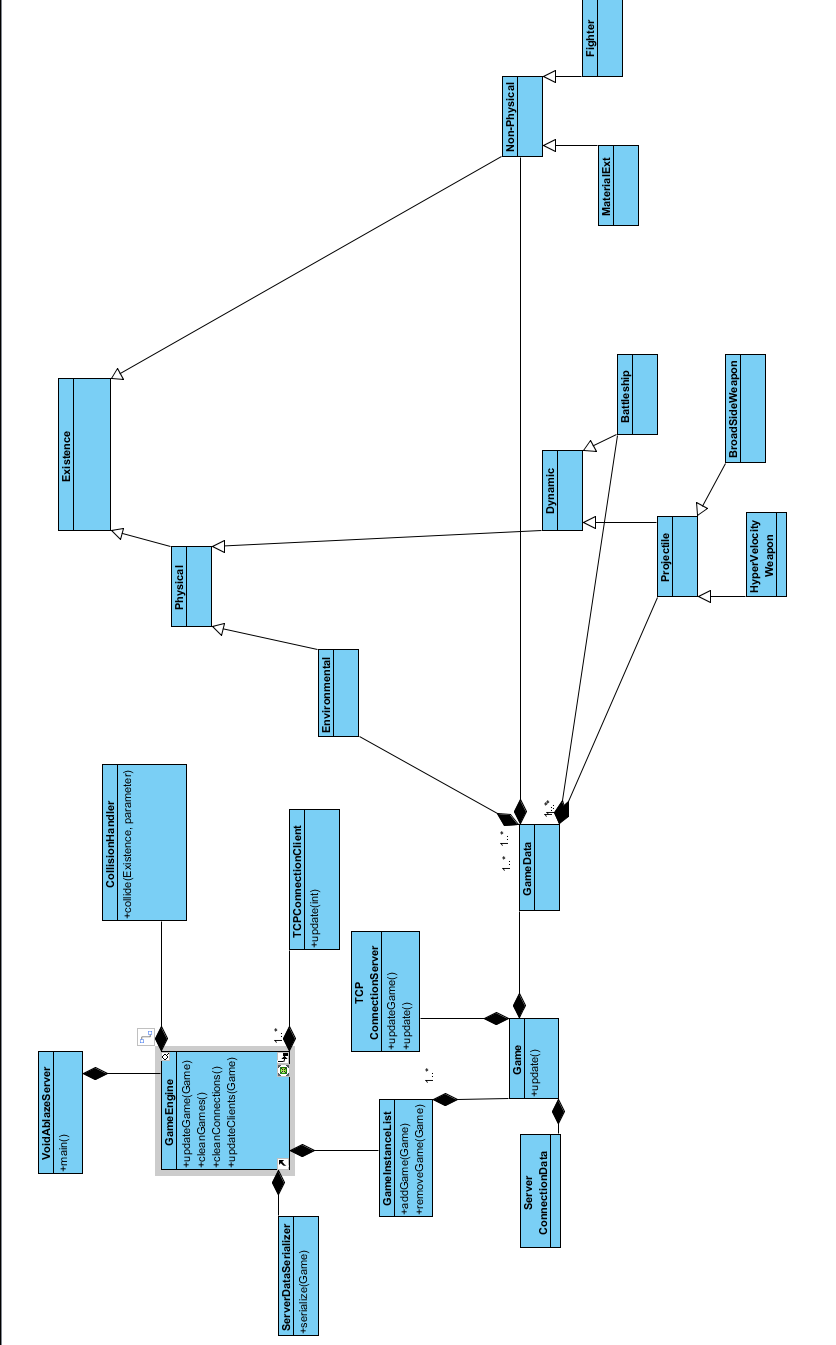 VoidAblazeServer
+main()
GameEngine
+updateGame(Game)
+cleanGames()
+cleanConnections()
+updateClients(Game)
CollisionHandler
+collide(Existence, parameter)
ServerDataSerializer
+serialize(Game)
TCPConnectionClient
+update(int)
1..*
GameInstanceList
+addGame(Game)
+removeGame(Game)
1..*
TCP
ConnectionServer
+updateGame()
+update()
Game
+update()
Server
ConnectionData
GameData
1..*
1..*
Existence
Physical
Environmental
Dynamic
Battleship
Projectile
BroadSideWeapon
HyperVelocity
Weapon
Non-Physical
MaterialExt
Fighter